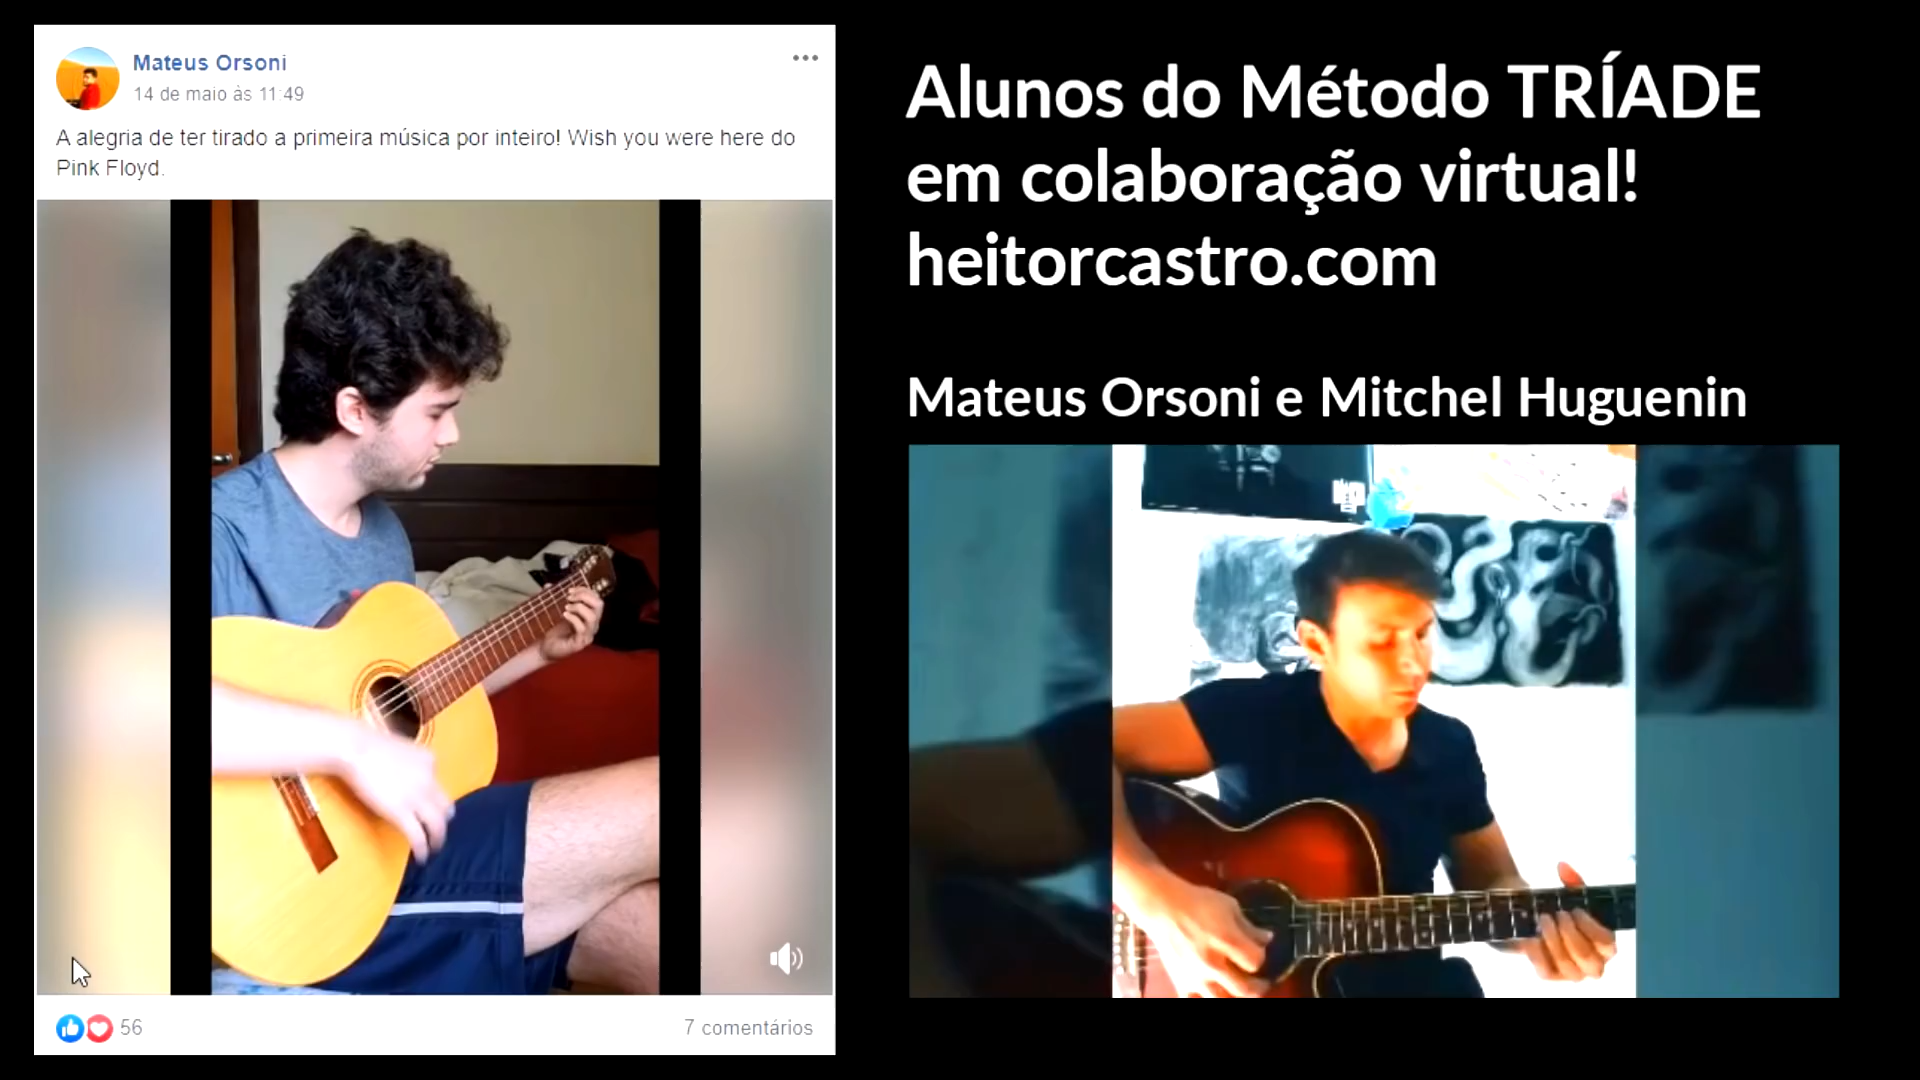 Mateus Orsoni
14 de maio às 11:49
A alegria de ter tirado a primeira música por inteiro! Wish you were here do
Pink Floyd.
56
7 comentários
Alunos do Método TRÍADE
em colaboração virtual!
heitorcastro.com
Mateus Orsoni e Mitchel Huguenin